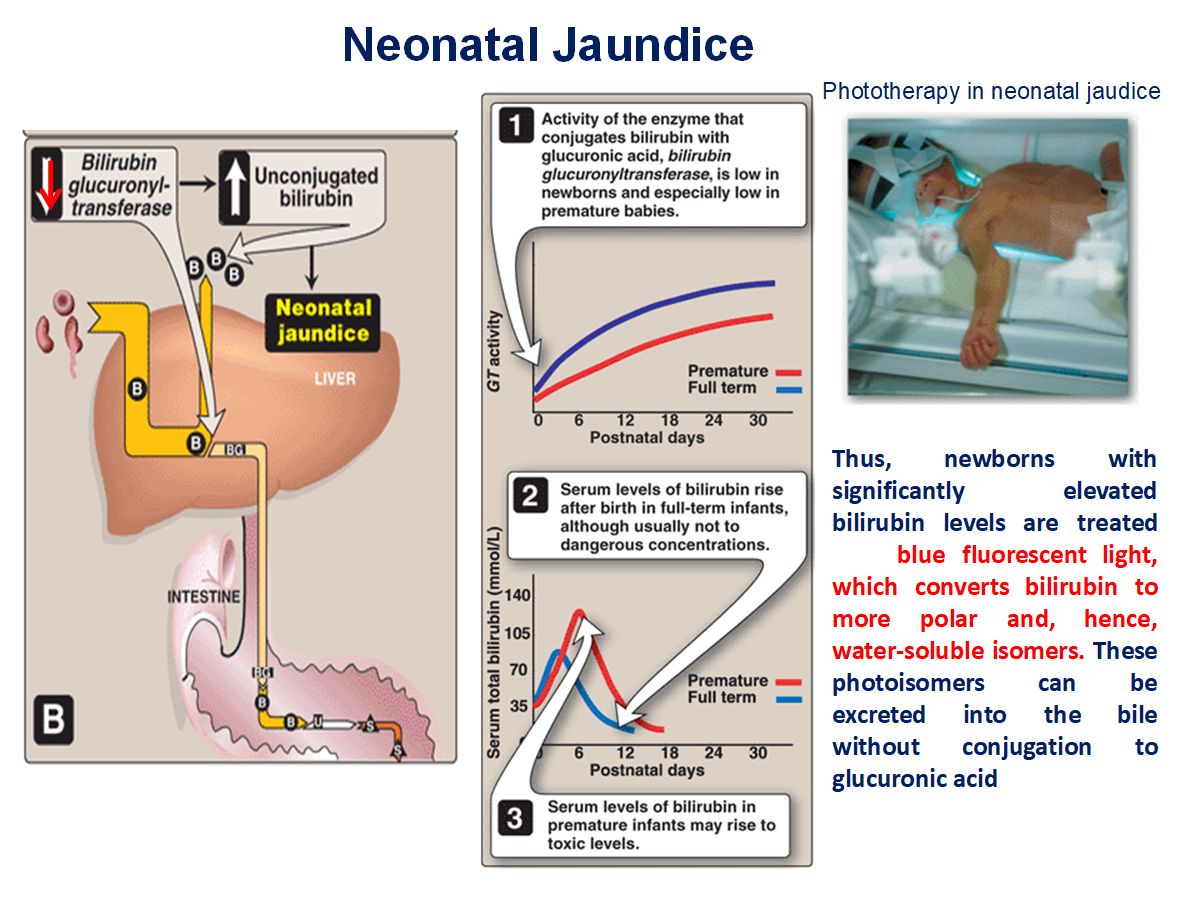 Neonatal Jaundice
Phototherapy in neonatal jaudice
Bilirubin
glucuronyl-
transferase
Unconjugated
bilirubin
B
B
B
Neonatal
jaundice
LIVER
B
B
BG
INTESTINE
BG
B
B
U
S
S
B
1
Activity of the enzyme that
conjugates bilirubin with
glucuronic acid, bilirubin
glucuronyltransferase, is low in
newborns and especially low in
premature babies.
GT activity
Premature
Full term
0 6 12 18 24 30
Postnatal days
2
Serum levels of bilirubin rise
after birth in full-term infants,
although usually not to
dangerous concentrations.
Serum total bilirubin (mmol/L)
140
105
70
35
0
Premature
Full term
6 12 18 24 30
Postnatal days
3
Serum levels of bilirubin in
premature infants may rise to
toxic levels.
Thus, newborns with
significantly elevated
bilirubin levels are treated
blue fluorescent light,
which converts bilirubin to
more polar and, hence,
water-soluble isomers. These
photoisomers can be
excreted into the bile
without conjugation to
glucuronic acid